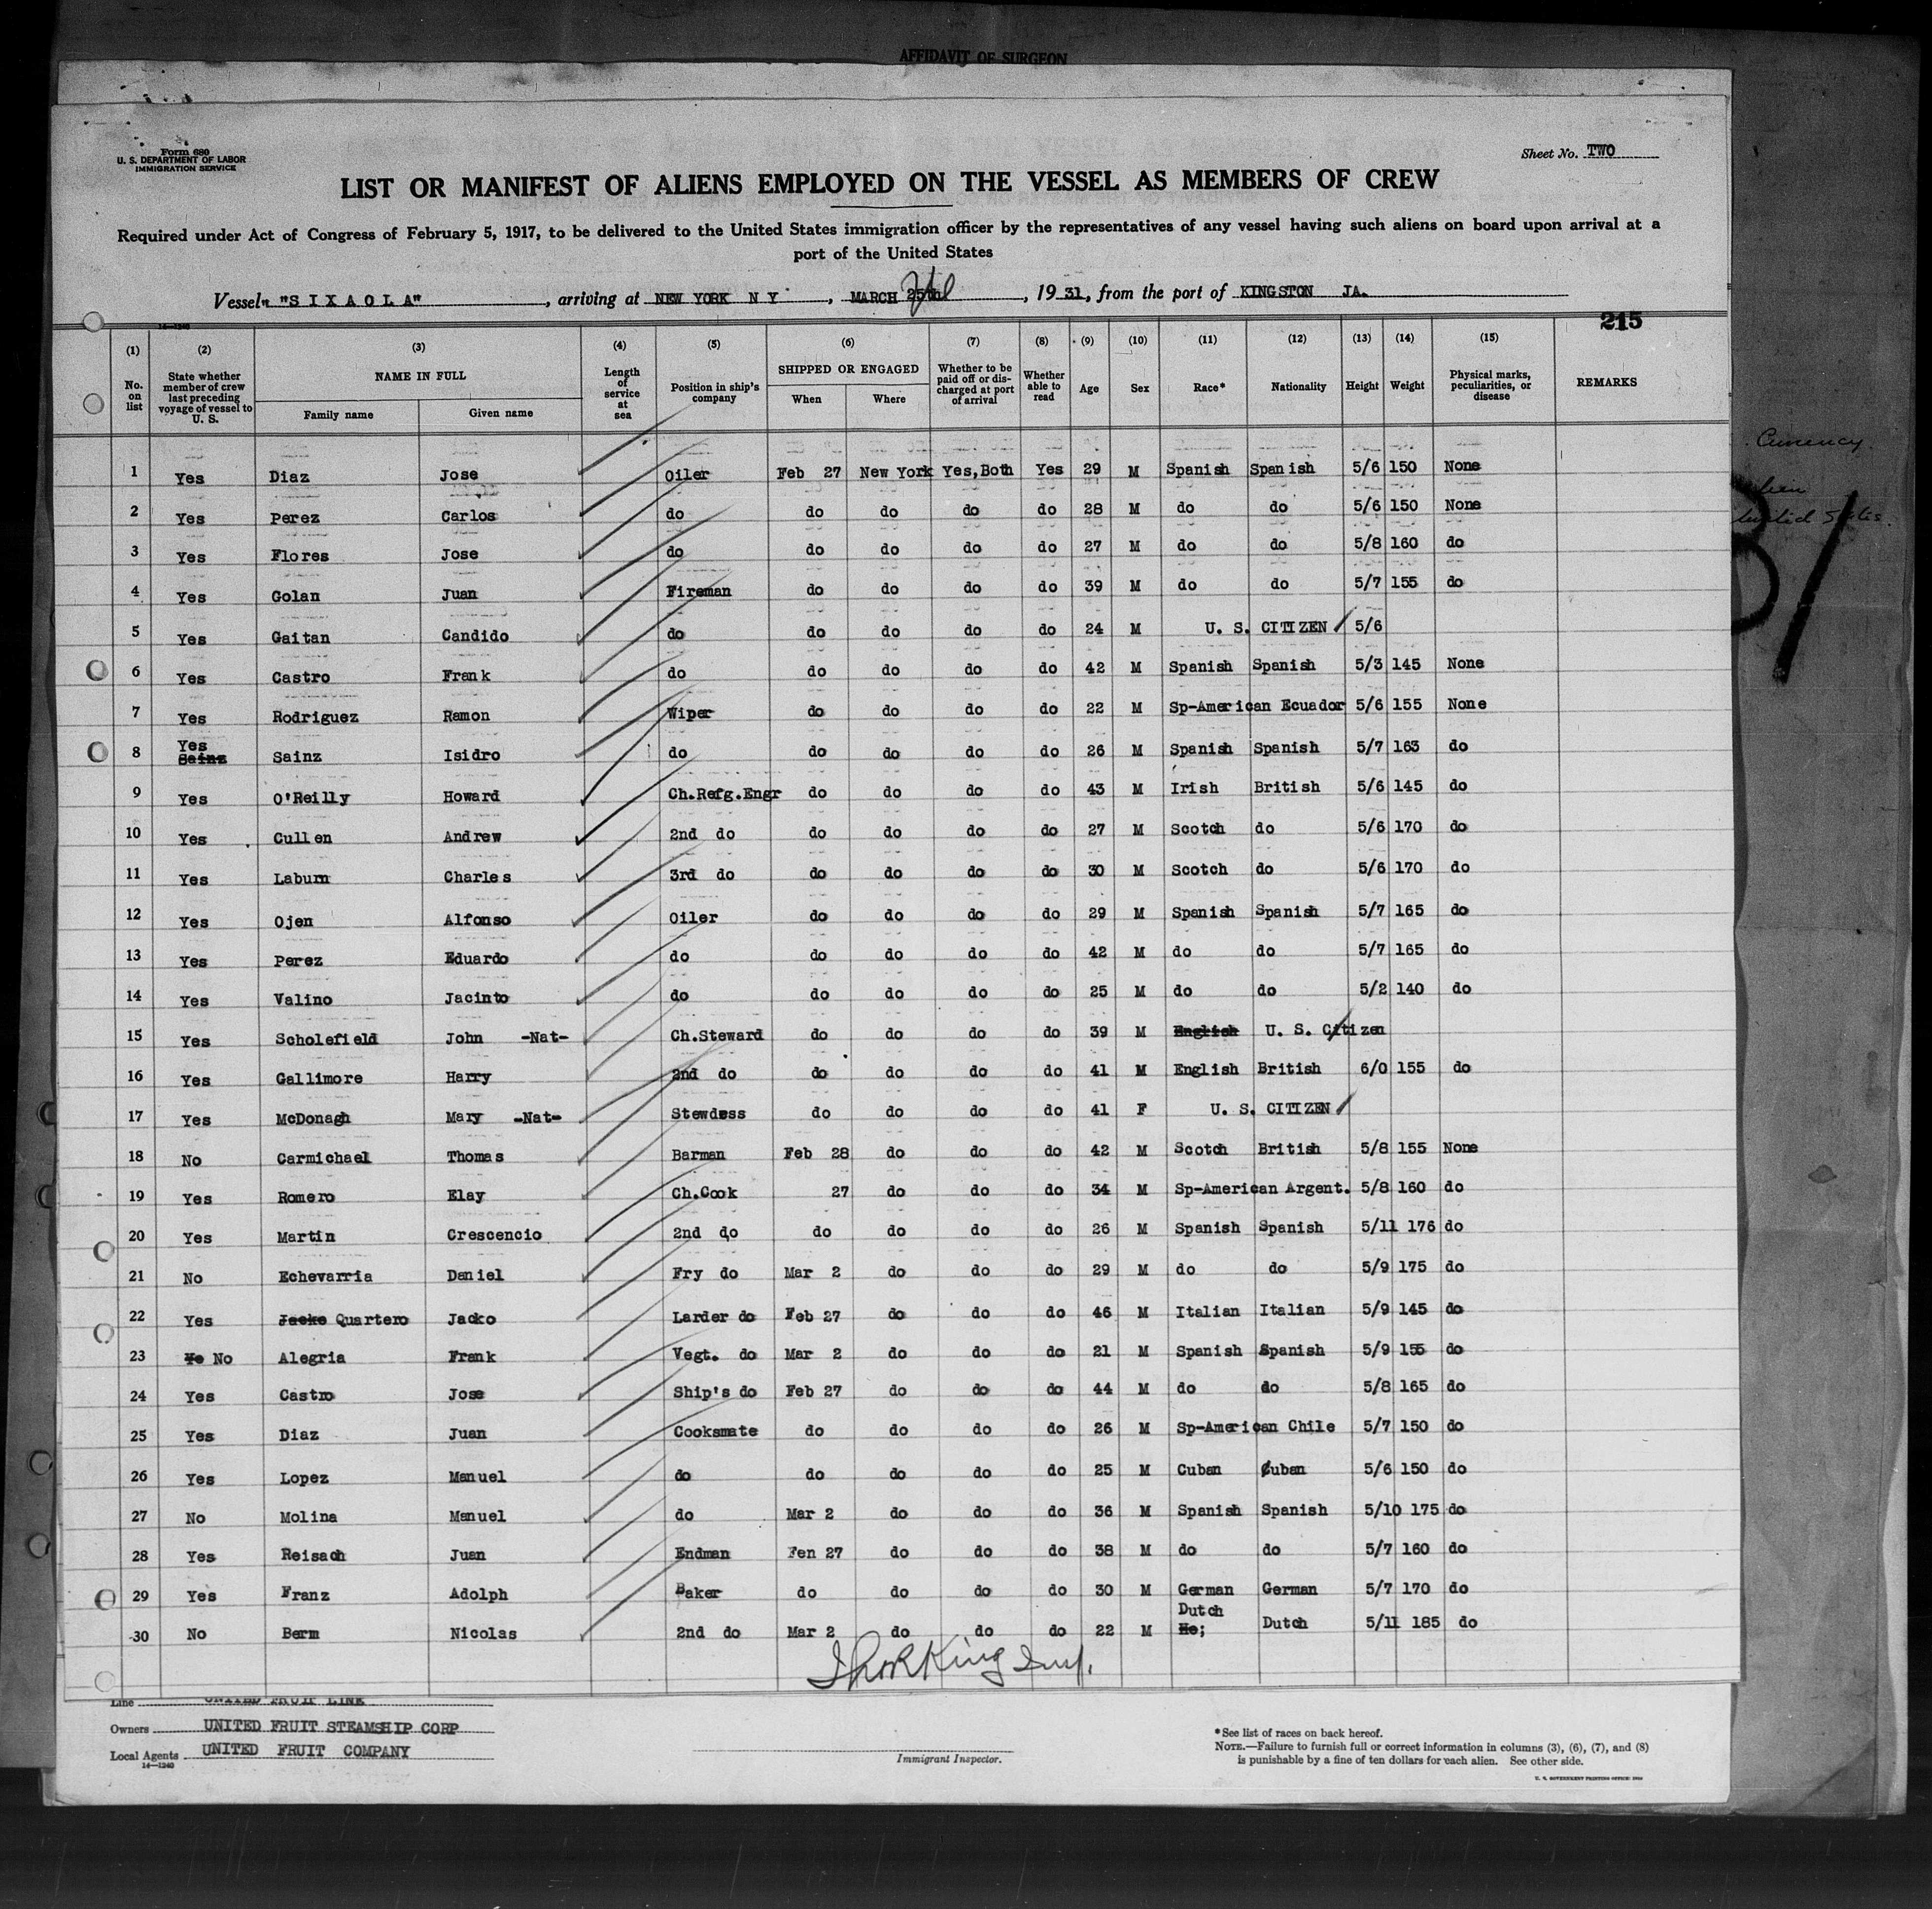 AFFIDAVIT OF SURGEON
Form 680
U. S. DEPARTMENT OF LABOR
IMMIGRATION SERVICE
Sheet No. TWO
LIST OR MANIFEST OF ALIENS EMPLOYED ON THE VESSEL AS MEMBERS OF CREW
Required under Act of Congress of February 5, 1917, to be delivered to the United States immigration officer by the representatives of any vessel having such aliens on board upon arrival at a
port of the United States
Vessel "SIXAOLA", arriving at NEW YORK N Y, MARCH 25th, 1931, from the port of KINGSTON JA.
14—1240
215
(1) (2) (3) (4) (5) (6) (7) (8) (9) (10) (11) (12) (13) (14) (15)
No. on list | State whether member of crew last preceding voyage of vessel to U. S. | NAME IN FULL | Family name | Given name | Length of service at sea | Position in ship's company | SHIPPED OR ENGAGED | When | Where | Whether to be paid off or discharged at port of arrival | Whether able to read | Age | Sex | Race* | Nationality | Height | Weight | Physical marks, peculiarities, or disease | REMARKS
1 Yes Diaz Jose Oiler Feb 27 New York Yes,Both Yes 29 M Spanish Spanish 5/6 150 None
2 Yes Perez Carlos do do do do do 28 M do do 5/6 150 None
3 Yes Flores Jose do do do do do 27 M do do 5/8 160 do
4 Yes Golan Juan Fireman do do do do 39 M do do 5/7 155 do
5 Yes Gaitan Candido do do do do do 24 M U. S. CITIZEN 5/6
6 Yes Castro Frank do do do do do 42 M Spanish Spanish 5/3 145 None
7 Yes Rodriguez Ramon Wiper do do do do 22 M Sp-American Ecuador 5/6 155 None
8 Yes Sainz Sainz Isidro do do do do do 26 M Spanish Spanish 5/7 163 do
9 Yes O'Reilly Howard Ch.Refg.Engr do do do do 43 M Irish British 5/6 145 do
10 Yes Cullen Andrew 2nd do do do do do 27 M Scotch do 5/6 170 do
11 Yes Laburn Charles 3rd do do do do do 30 M Scotch do 5/6 170 do
12 Yes Ojen Alfonso Oiler do do do do 29 M Spanish Spanish 5/7 165 do
13 Yes Perez Eduardo do do do do do 42 M do do 5/7 165 do
14 Yes Valino Jacinto do do do do do 25 M do do 5/2 140 do
15 Yes Scholefield John -Nat- Ch.Steward do do do do 39 M English U. S. Citizen
16 Yes Gallimore Harry 2nd do do do do do 41 M English British 6/0 155 do
17 Yes McDonagh Mary -Nat- Stewdess do do do do 41 F U. S. CITIZEN
18 No Carmichael Thomas Barman Feb 28 do do do 42 M Scotch British 5/8 155 None
19 Yes Romero Elay Ch.Cook 27 do do do 34 M Sp-American Argent. 5/8 160 do
20 Yes Martin Crescencio 2nd do do do do do 26 M Spanish Spanish 5/11 176 do
21 No Echevarria Daniel Fry do Mar 2 do do do 29 M do do 5/9 175 do
22 Yes Jacko Quartero Jacko Larder do Feb 27 do do do 46 M Italian Italian 5/9 145 do
23 Ye No Alegria Frank Vegt. do Mar 2 do do do 21 M Spanish Spanish 5/9 155 do
24 Yes Castro Jose Ship's do Feb 27 do do do 44 M do do 5/8 165 do
25 Yes Diaz Juan Cooksmate do do do do 26 M Sp-American Chile 5/7 150 do
26 Yes Lopez Manuel do do do do do 25 M Cuban Cuban 5/6 150 do
27 No Molina Manuel do Mar 2 do do do 36 M Spanish Spanish 5/10 175 do
28 Yes Reisach Juan Endman Fen 27 do do do 38 M do do 5/7 160 do
29 Yes Franz Adolph Baker do do do do 30 M German German 5/7 170 do
30 No Berm Nicolas 2nd do Mar 2 do do do 22 M Dutch He; Dutch 5/11 185 do
Line UNITED FRUIT LINE
Owners UNITED FRUIT STEAMSHIP CORP
Local Agents UNITED FRUIT COMPANY
14—1240
Immigrant Inspector.
*See list of races on back hereof.
NOTE.—Failure to furnish full or correct information in columns (3), (6), (7), and (8)
is punishable by a fine of ten dollars for each alien. See other side.
Currency.